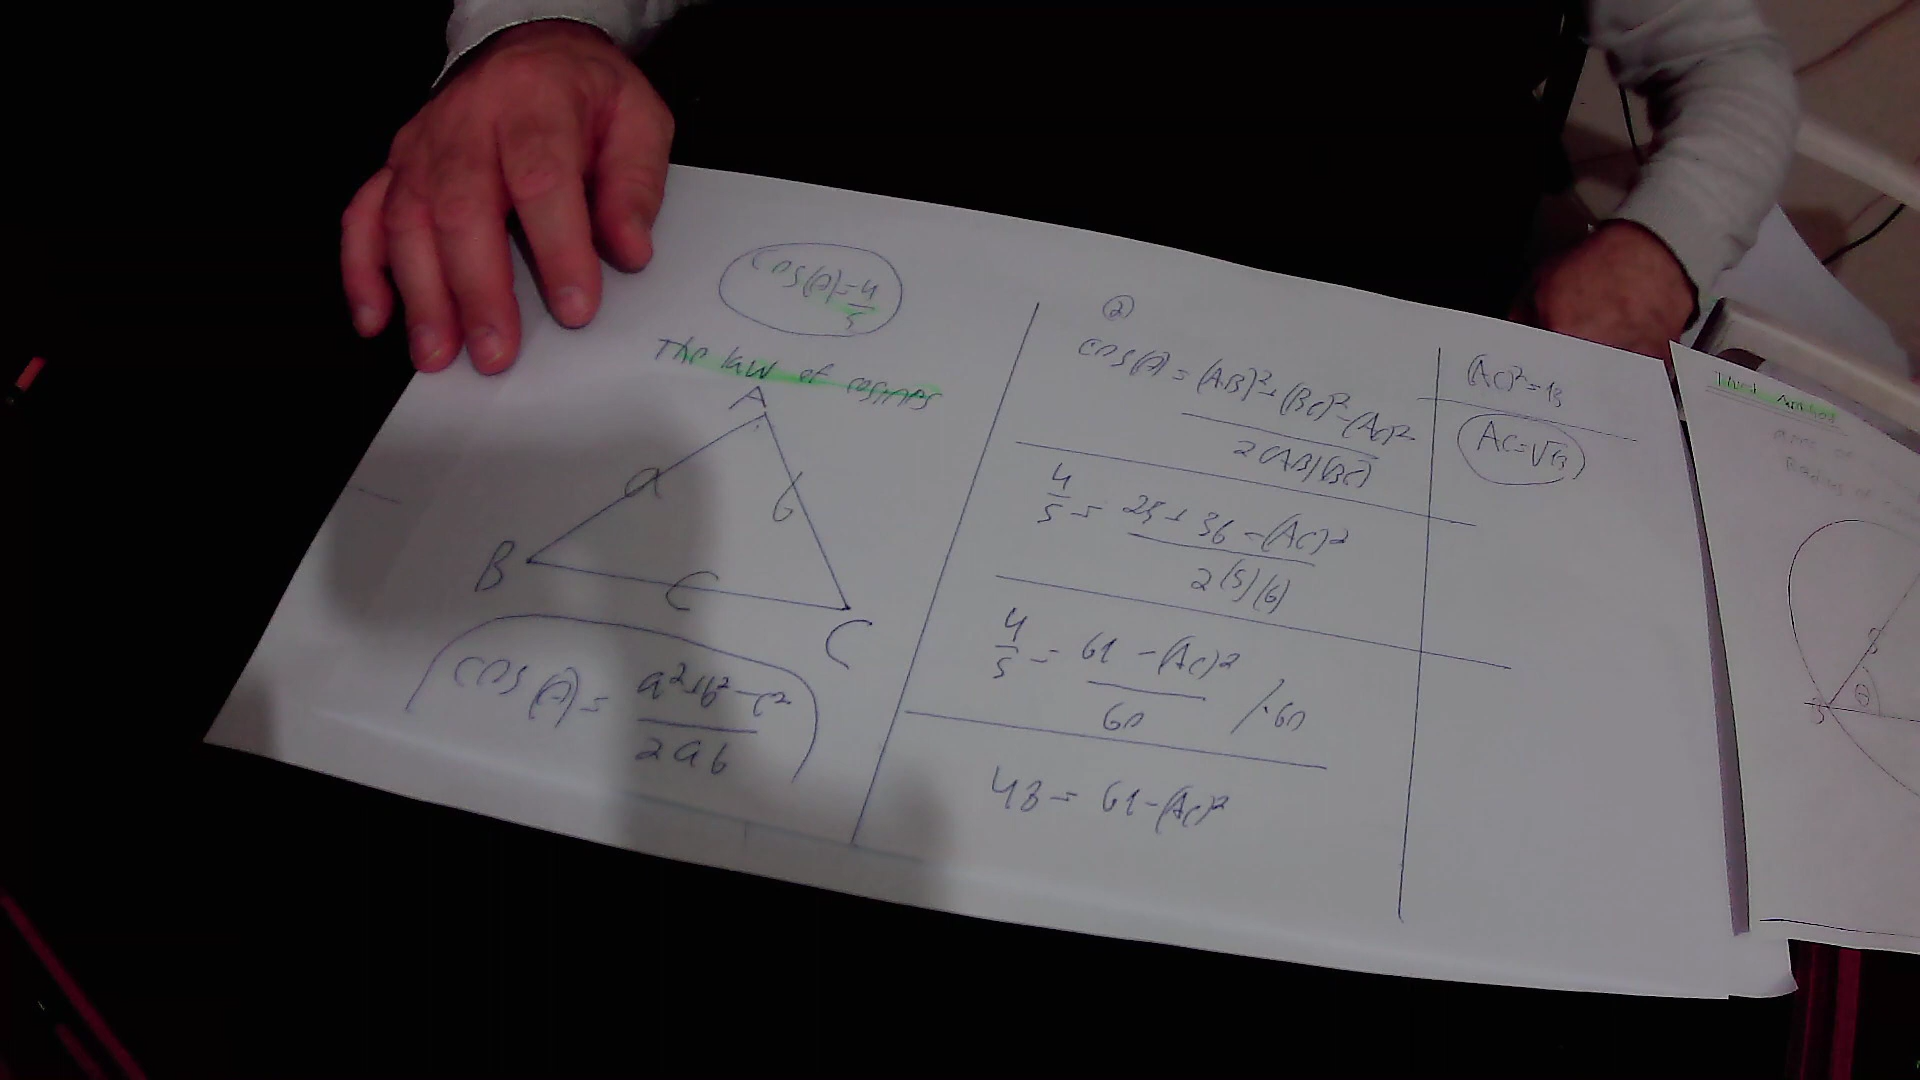 cos(A)=4/5
The law of cosines
A
a
b
B
c
C
cos(A) = a²+b²-c² / 2ab
②
cos(A) = (AB)²+(BC)²-(AC)² / 2(AB)(BC)
4/5 = 25+36-(AC)² / 2(5)(6)
4/5 = 61-(AC)² / 60 /·60
48 = 61-(AC)²
(AC)²=13
AC=√13
θ